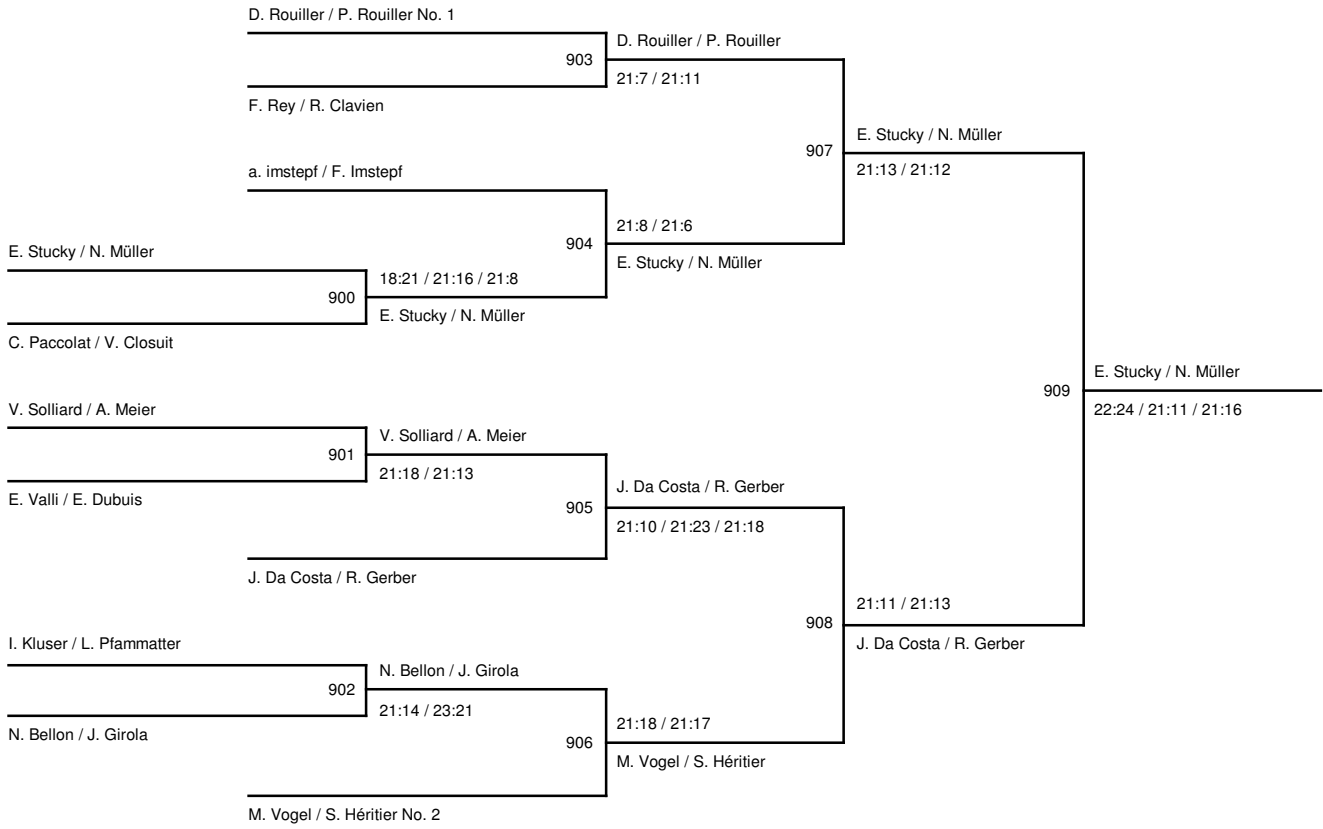 D. Rouiller / P. Rouiller No. 1
903
D. Rouiller / P. Rouiller
21:7 / 21:11
F. Rey / R. Clavien
907
E. Stucky / N. Müller
21:13 / 21:12
a. imstepf / F. Imstepf
904
21:8 / 21:6
E. Stucky / N. Müller
E. Stucky / N. Müller
900
18:21 / 21:16 / 21:8
E. Stucky / N. Müller
C. Paccolat / V. Closuit
909
E. Stucky / N. Müller
22:24 / 21:11 / 21:16
V. Solliard / A. Meier
901
V. Solliard / A. Meier
21:18 / 21:13
E. Valli / E. Dubuis
905
J. Da Costa / R. Gerber
21:10 / 21:23 / 21:18
J. Da Costa / R. Gerber
908
21:11 / 21:13
J. Da Costa / R. Gerber
I. Kluser / L. Pfammatter
902
N. Bellon / J. Girola
21:14 / 23:21
N. Bellon / J. Girola
906
21:18 / 21:17
M. Vogel / S. Héritier
M. Vogel / S. Héritier No. 2